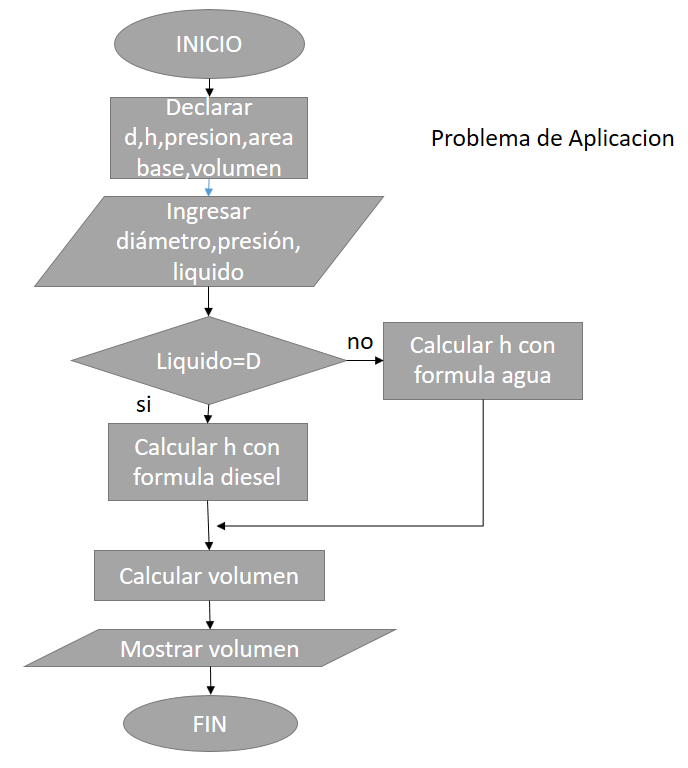 INICIO
Declarar
d,h,presion,area
base,volumen
Problema de Aplicacion
Ingresar
diámetro,presión,
liquido
Liquido=D
no
Calcular h con
formula agua
si
Calcular h con
formula diesel
Calcular volumen
Mostrar volumen
FIN